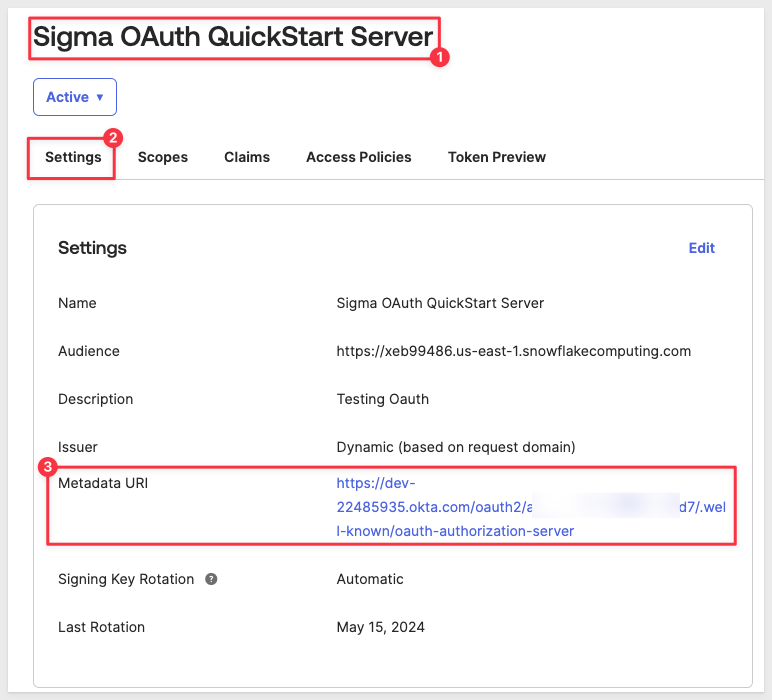 Sigma OAuth QuickStart Server
1
Active ▾
2
Settings Scopes Claims Access Policies Token Preview
Settings Edit
Name Sigma OAuth QuickStart Server
Audience https://xeb99486.us-east-1.snowflakecomputing.com
Description Testing Oauth
Issuer Dynamic (based on request domain)
3
Metadata URI https://dev-
22485935.okta.com/oauth2/a d7/.wel
l-known/oauth-authorization-server
Signing Key Rotation ? Automatic
Last Rotation May 15, 2024